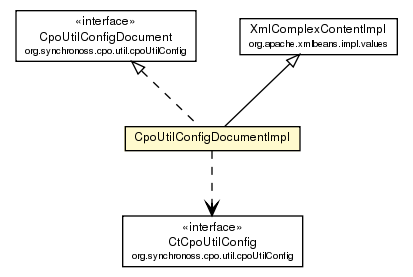 «interface»
CpoUtilConfigDocument
org.synchronoss.cpo.util.cpoUtilConfig
XmlComplexContentImpl
org.apache.xmlbeans.impl.values
CpoUtilConfigDocumentImpl
«interface»
CtCpoUtilConfig
org.synchronoss.cpo.util.cpoUtilConfig